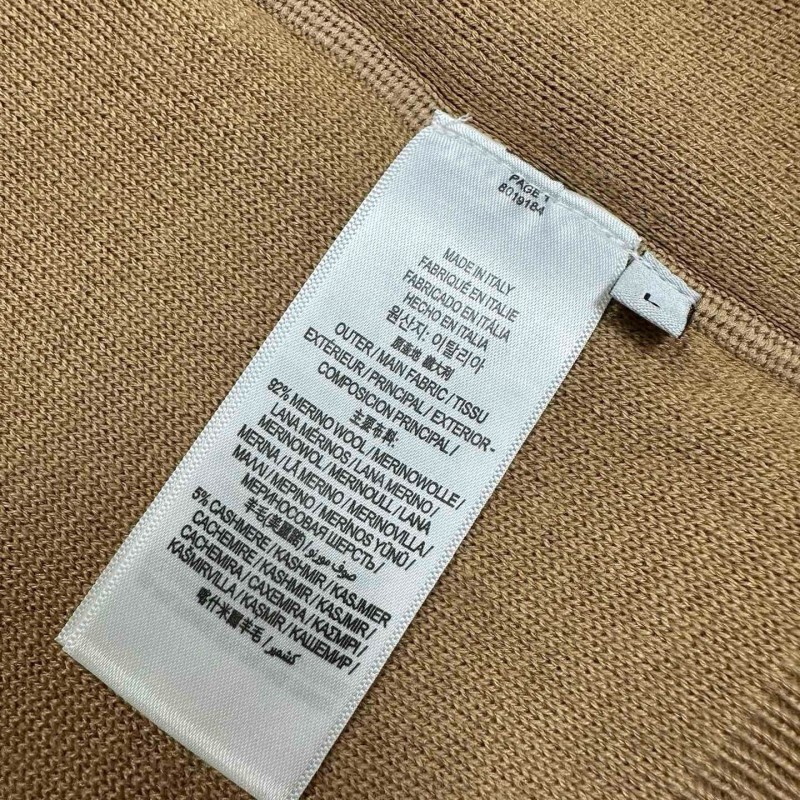 PAGE 1
8019184
L
MADE IN ITALY
FABRIQUÉ EN ITALIE
FABRICADO EN ITÁLIA
HECHO EN ITALIA
원산지: 이탈리아
原產地 義大利
OUTER / MAIN FABRIC / TISSU
EXTÉRIEUR / PRINCIPAL / EXTERIOR-
COMPOSICION PRINCIPAL /
主要布料:
92% MERINO WOOL / MERINOWOLLE /
LANA MÉRINOS / LANA MERINO /
MERINOWOL / MERINOULL / LANA
MERINA / LÃ MERINO / MERINOVILLA /
ΜΑΛΛΙ ΜΕΡΙΝΟ / MERİNOS YÜNÜ /
МЕРИНОСОВАЯ ШЕРСТЬ /
羊毛(美麗諾) / صوف مورينو
5% CASHMERE / KASHMIR / KASJMIER
CACHEMIRE / KASHMIR / KASJMIR /
CACHEMIRA / CAXEMIRA / ΚΑΣΜΙΡΙ /
KAŠMIRVILLA / KAŞMİR / КАШЕМИР /
喀什米爾羊毛 / كشمير